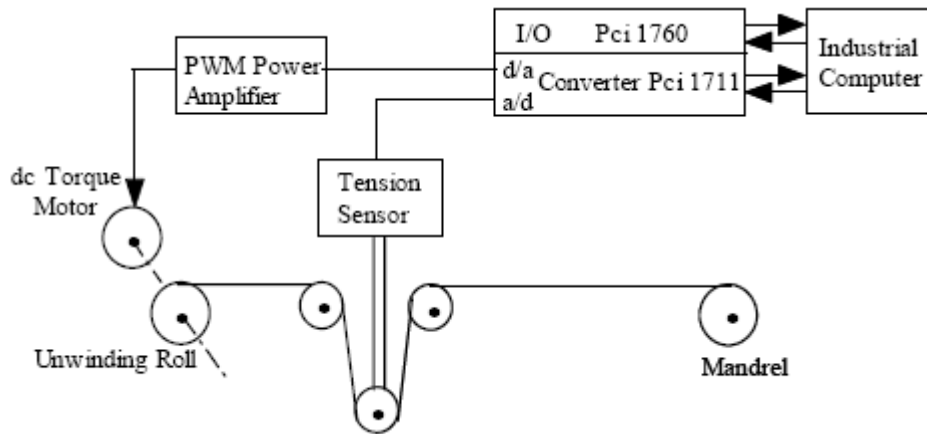 I/O Pci 1760
d/a Converter Pci 1711
a/d
Industrial
Computer
PWM Power
Amplifier
dc Torque
Motor
Tension
Sensor
Unwinding Roll
Mandrel